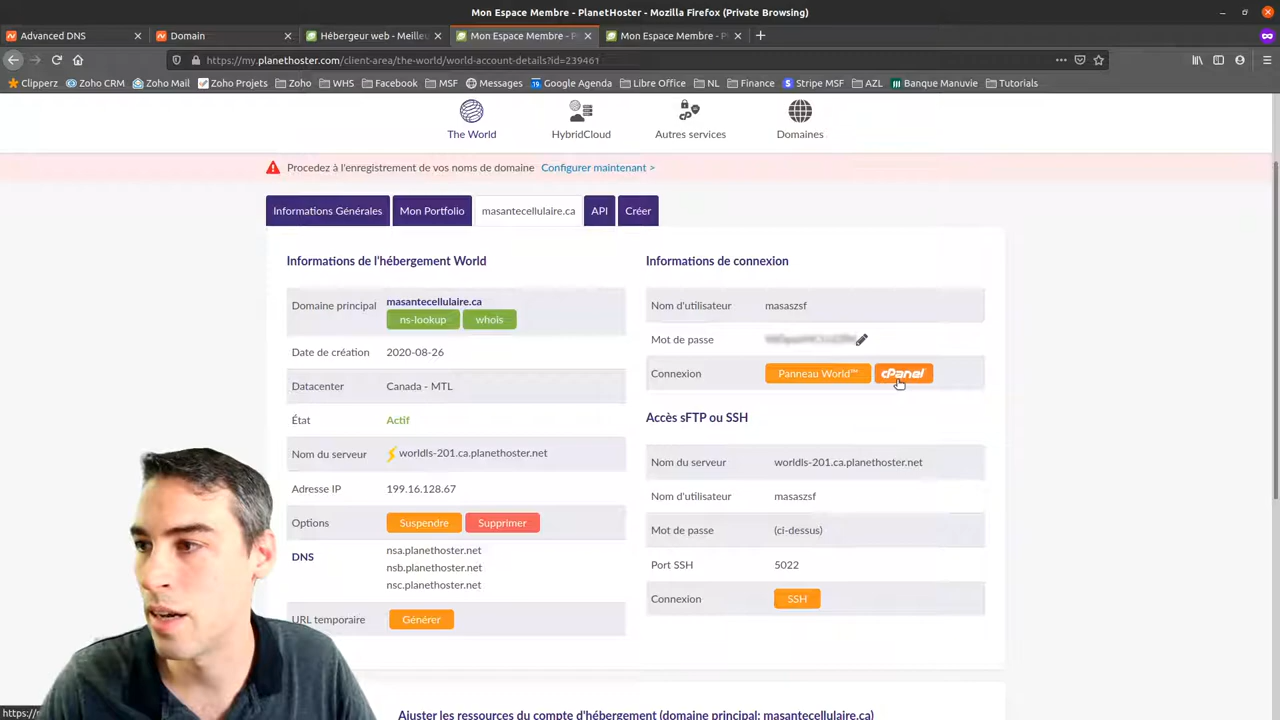 Mon Espace Membre - PlanetHoster - Mozilla Firefox (Private Browsing)
Advanced DNS
Domain
Hébergeur web - Meilleu
Mon Espace Membre - P
Mon Espace Membre - P
https://my.planethoster.com/client-area/the-world/world-account-details?id=239461
Clipperz Zoho CRM Zoho Mail Zoho Projets Zoho WHS Facebook MSF Messages Google Agenda Libre Office NL Finance Stripe MSF AZL Banque Manuvie Tutorials
The World HybridCloud Autres services Domaines
Procedez à l'enregistrement de vos noms de domaine Configurer maintenant >
Informations Générales Mon Portfolio masantecellulaire.ca API Créer
Informations de l'hébergement World
Domaine principal masantecellulaire.ca
ns-lookup whois
Date de création 2020-08-26
Datacenter Canada - MTL
État Actif
Nom du serveur worldls-201.ca.planethoster.net
Adresse IP 199.16.128.67
Options Suspendre Supprimer
DNS nsa.planethoster.net
nsb.planethoster.net
nsc.planethoster.net
URL temporaire Générer
Informations de connexion
Nom d'utilisateur masaszsf
Mot de passe
Connexion Panneau World™ cPanel
Accès sFTP ou SSH
Nom du serveur worldls-201.ca.planethoster.net
Nom d'utilisateur masaszsf
Mot de passe (ci-dessus)
Port SSH 5022
Connexion SSH
Ajuster les ressources du compte d'hébergement (domaine principal: masantecellulaire.ca)
https://